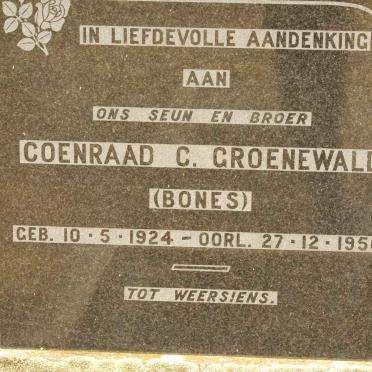 IN LIEFDEVOLLE AANDENKING
AAN
ONS SEUN EN BROER
COENRAAD C. GROENEWALD
(BONES)
GEB. 10·5·1924 – OORL. 27·12·195
TOT WEERSIENS.